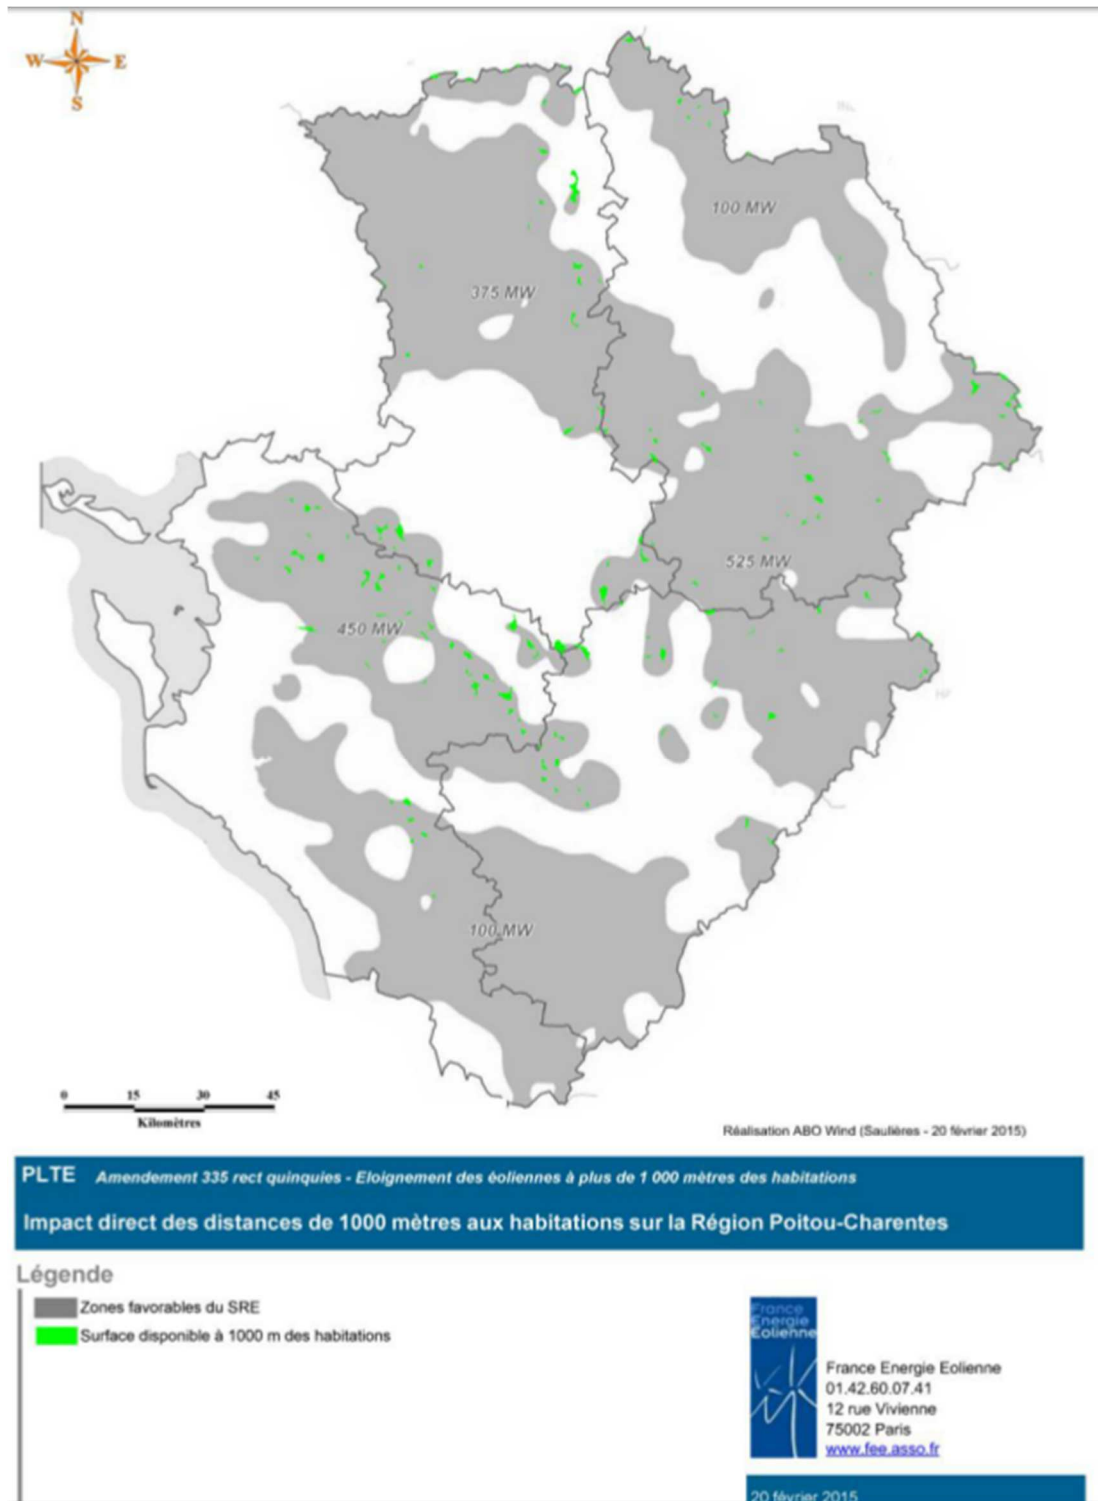 N
W E
S
100 MW
375 MW
525 MW
450 MW
100 MW
0 15 30 45
Kilomètres
Réalisation ABO Wind (Saulières - 20 février 2015)
PLTE Amendement 335 rect quinquies - Eloignement des éoliennes à plus de 1 000 mètres des habitations
Impact direct des distances de 1000 mètres aux habitations sur la Région Poitou-Charentes
Légende
Zones favorables du SRE
Surface disponible à 1000 m des habitations
France
Energie
Eolienne
France Energie Eolienne
01.42.60.07.41
12 rue Vivienne
75002 Paris
www.fee.asso.fr
20 février 2015